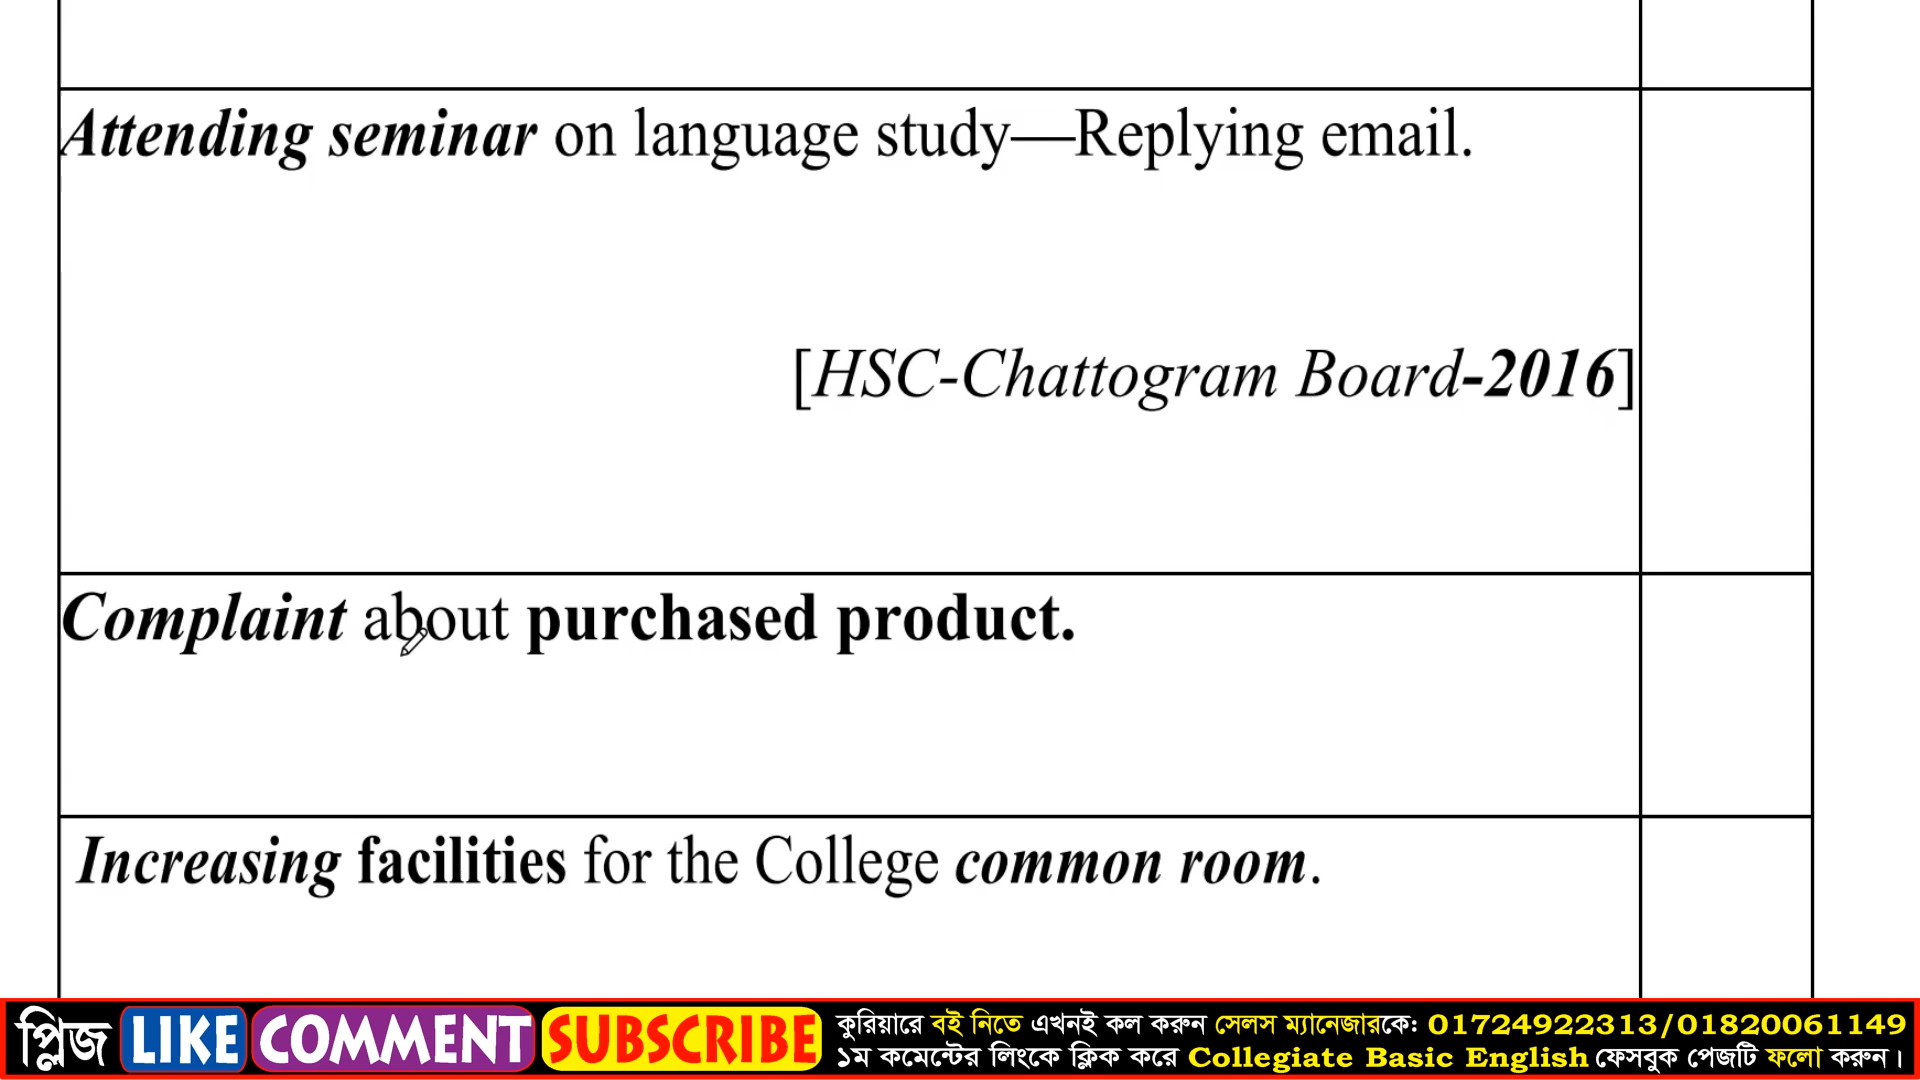 Attending seminar on language study—Replying email.
[HSC-Chattogram Board-2016]
Complaint about purchased product.
Increasing facilities for the College common room.
প্লিজ LIKE COMMENT SUBSCRIBE
কুরিয়ারে বই নিতে এখনই কল করুন সেলস ম্যানেজারকে: 01724922313/01820061149
১ম কমেন্টের লিংকে ক্লিক করে Collegiate Basic English ফেসবুক পেজটি ফলো করুন।